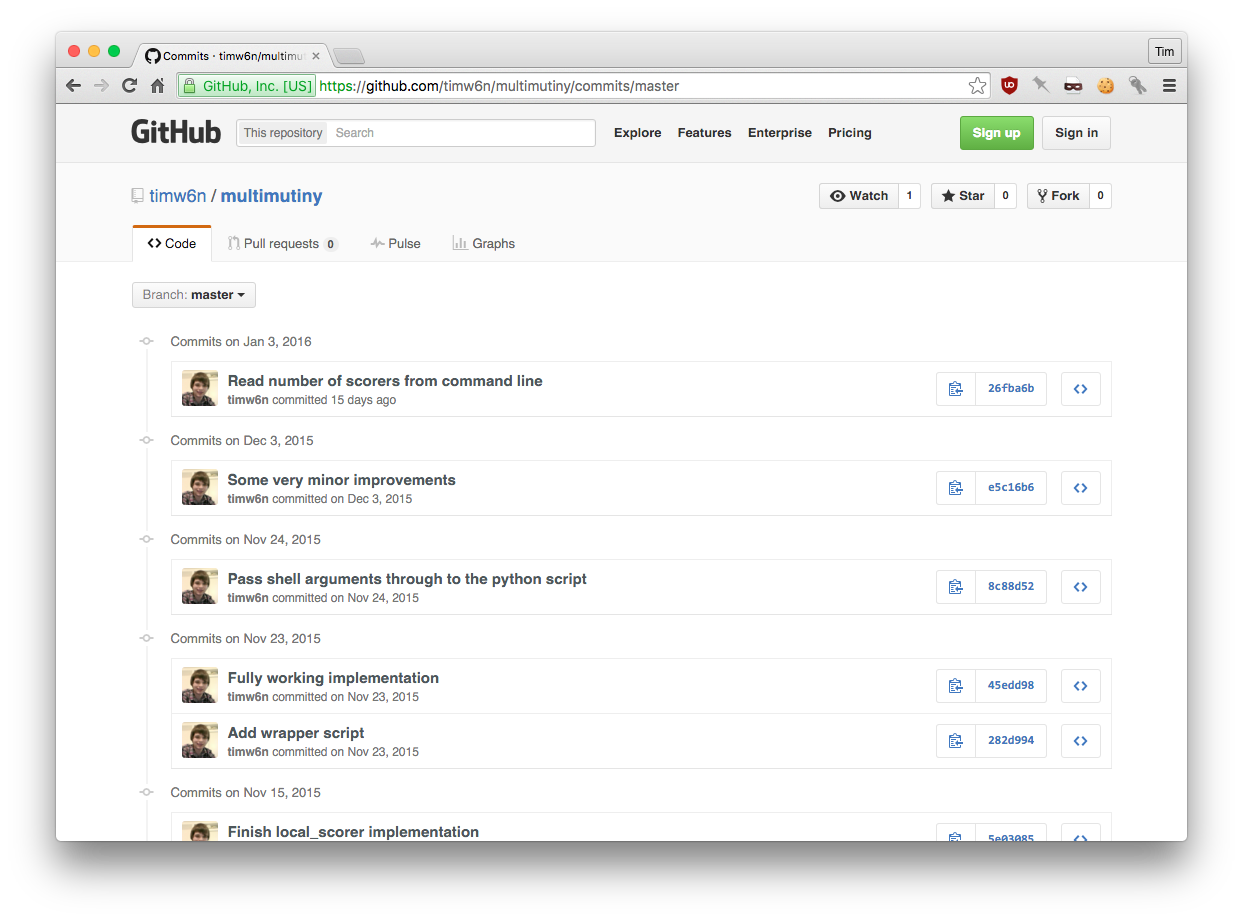 Commits · timw6n/multimu
Tim
GitHub, Inc. [US] https://github.com/timw6n/multimutiny/commits/master
GitHub This repository Search Explore Features Enterprise Pricing Sign up Sign in
timw6n / multimutiny Watch 1 Star 0 Fork 0
Code Pull requests 0 Pulse Graphs
Branch: master
Commits on Jan 3, 2016
Read number of scorers from command line
timw6n committed 15 days ago
26fba6b
Commits on Dec 3, 2015
Some very minor improvements
timw6n committed on Dec 3, 2015
e5c16b6
Commits on Nov 24, 2015
Pass shell arguments through to the python script
timw6n committed on Nov 24, 2015
8c88d52
Commits on Nov 23, 2015
Fully working implementation
timw6n committed on Nov 23, 2015
45edd98
Add wrapper script
timw6n committed on Nov 23, 2015
282d994
Commits on Nov 15, 2015
Finish local_scorer implementation
5e03085